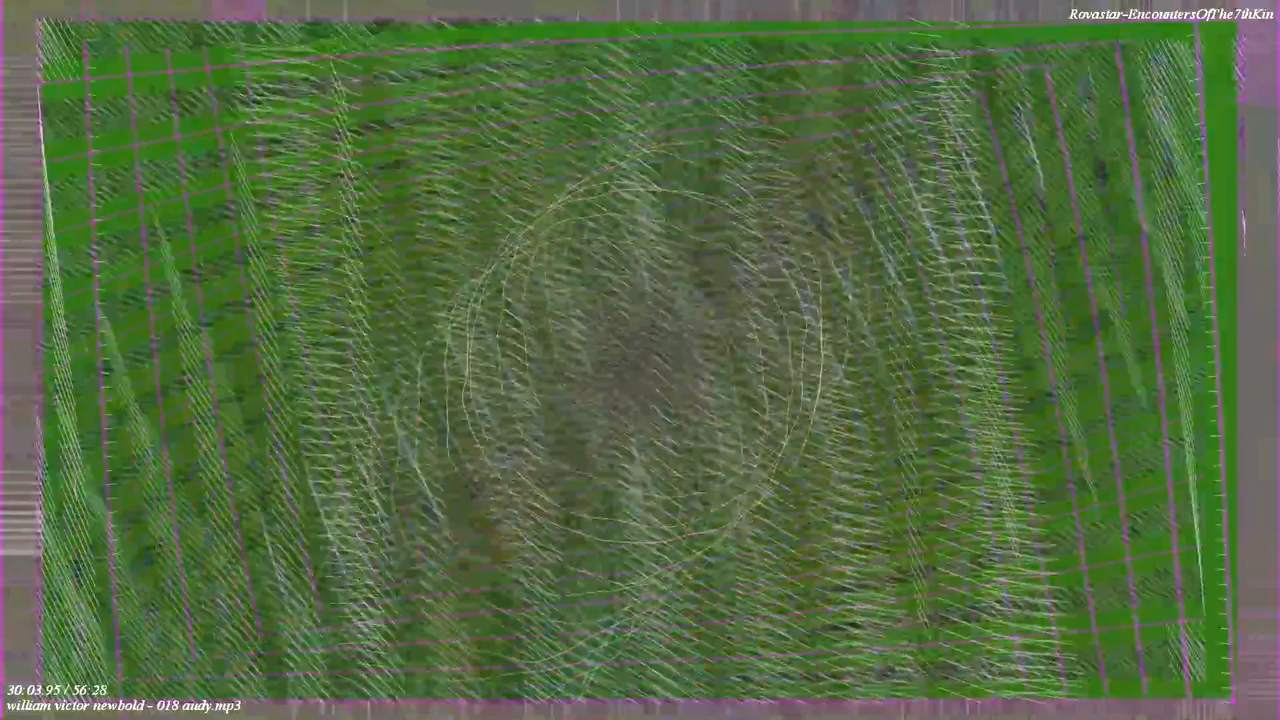 Rovastar-EncountersOfThe7thKin
30:03.95 / 56:28
william victor newbold - 018 audy.mp3